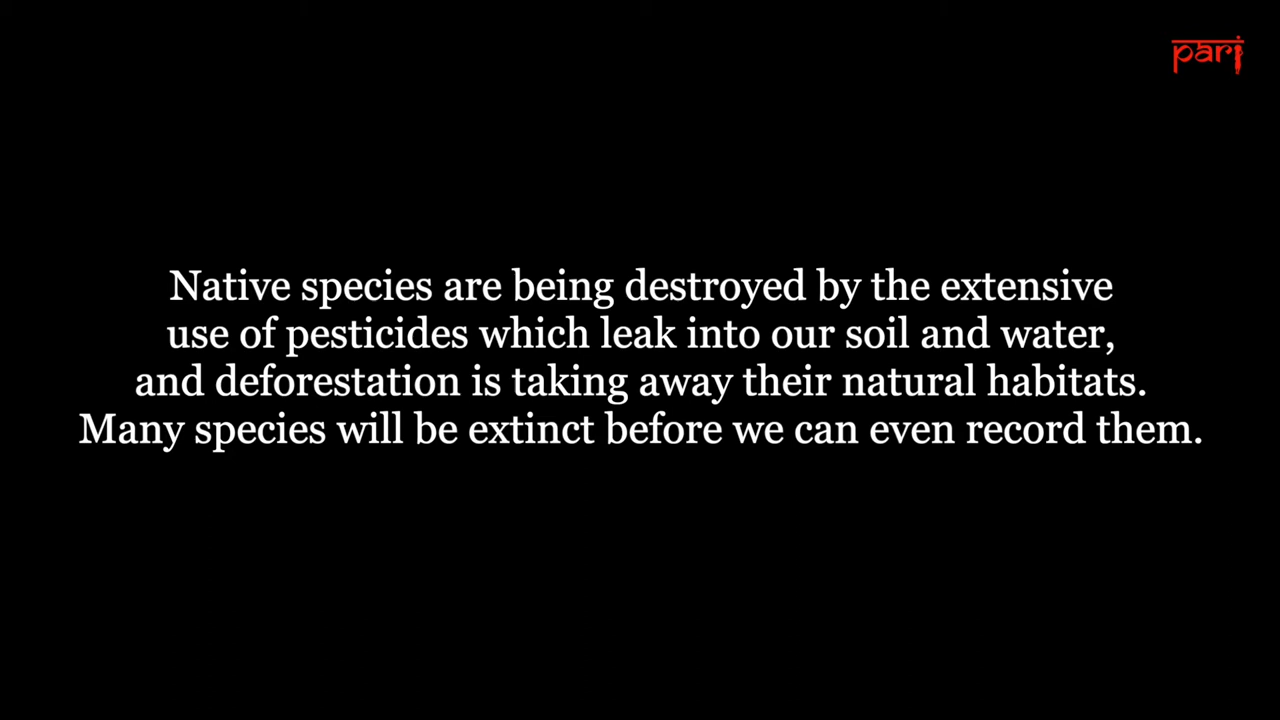 pari
Native species are being destroyed by the extensive
use of pesticides which leak into our soil and water,
and deforestation is taking away their natural habitats.
Many species will be extinct before we can even record them.